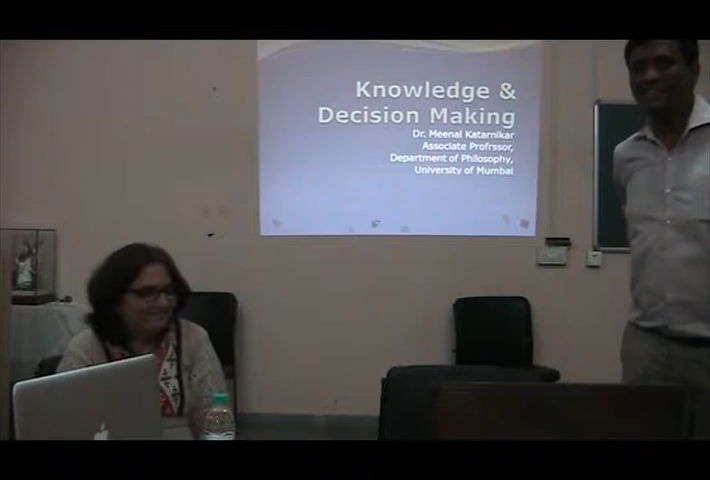 Knowledge &
Decision Making
Dr. Meenal Katarnikar
Associate Profrssor,
Department of Philosophy,
University of Mumbai